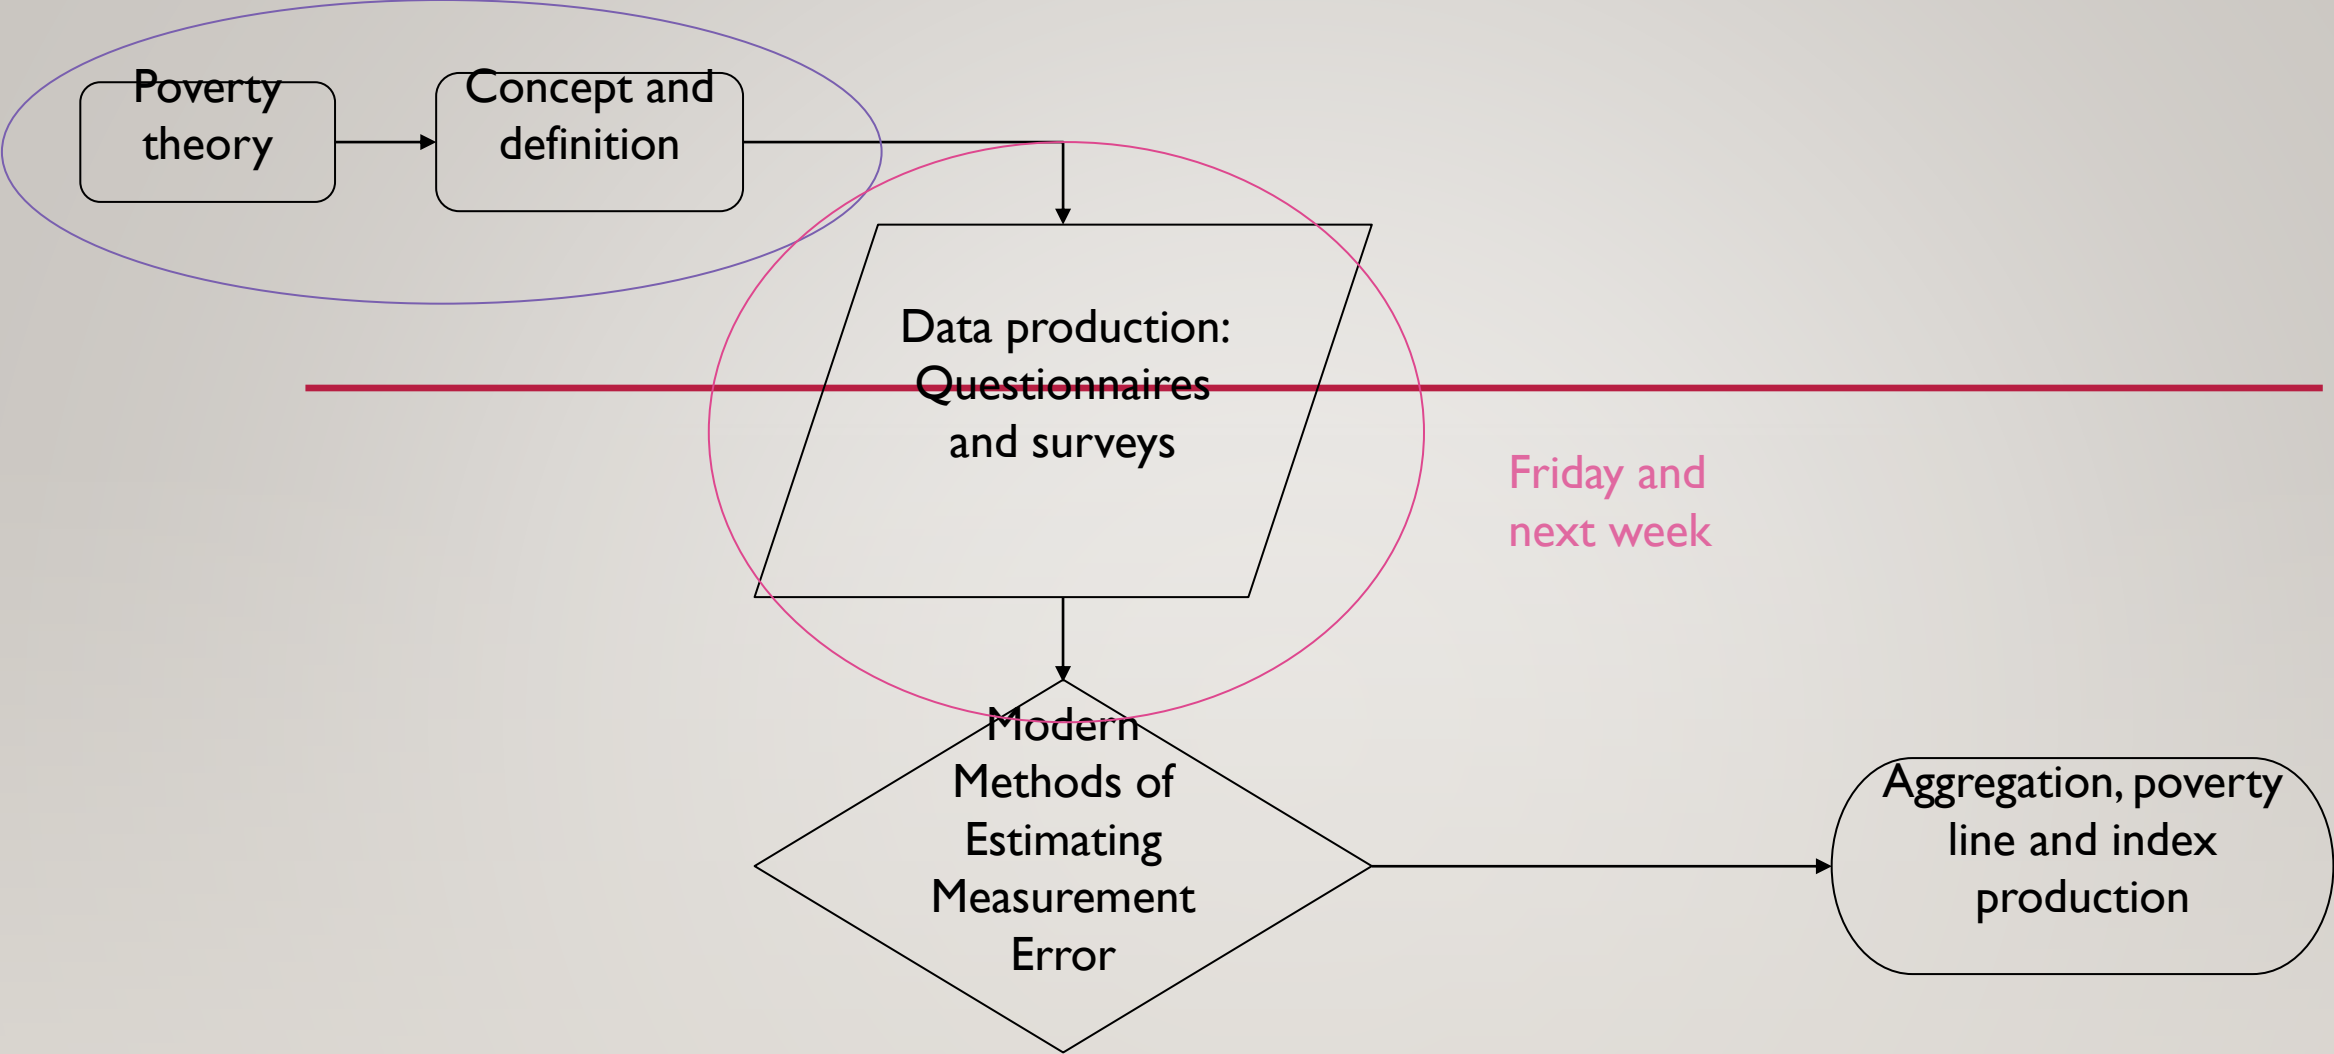 Poverty
theory
Concept and
definition
Data production:
Questionnaires
and surveys
Friday and
next week
Modern
Methods of
Estimating
Measurement
Error
Aggregation, poverty
line and index
production